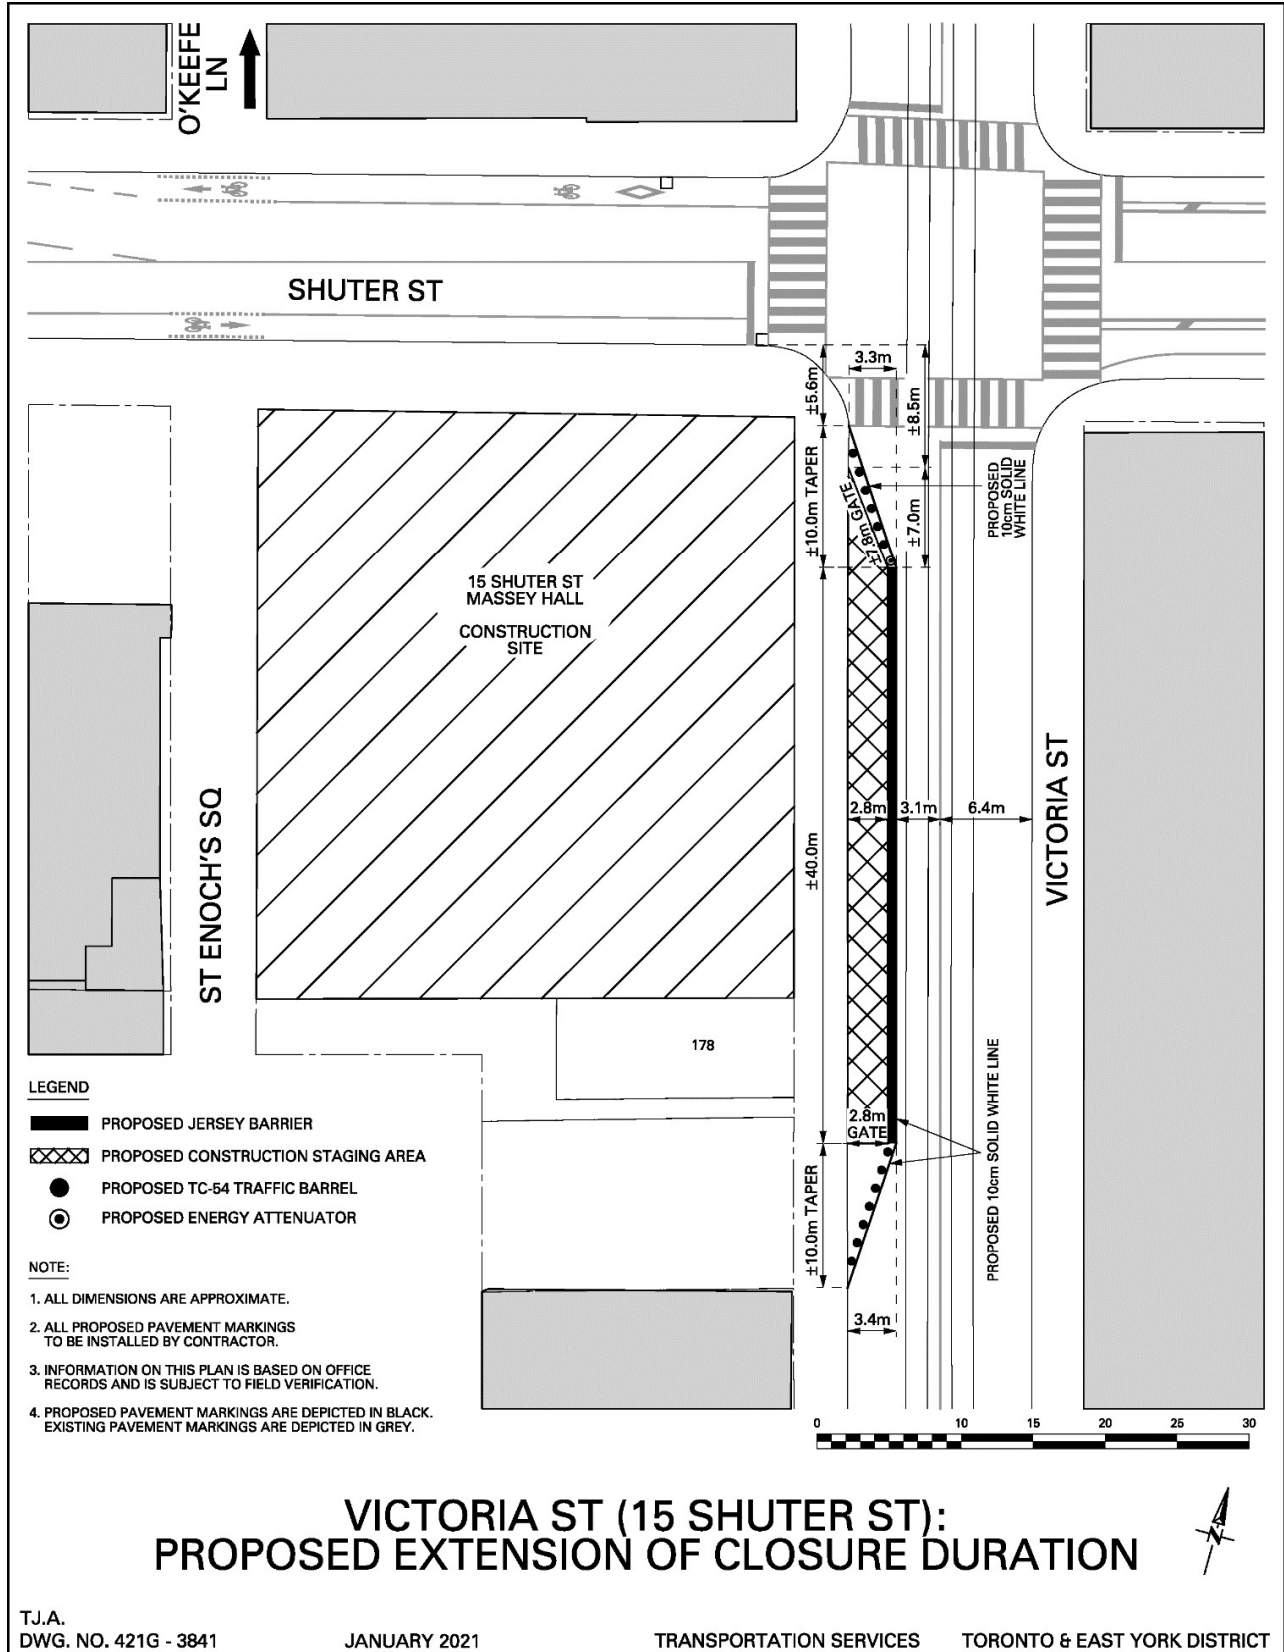 O'KEEFE
LN
SHUTER ST
3.3m
±5.6m
±8.5m
±10.0m TAPER
±7.8m GATE
±7.0m
PROPOSED
10cm SOLID
WHITE LINE
15 SHUTER ST
MASSEY HALL
CONSTRUCTION
SITE
ST ENOCH'S SQ
VICTORIA ST
2.8m
3.1m
6.4m
±40.0m
178
2.8m
GATE
PROPOSED 10cm SOLID WHITE LINE
±10.0m TAPER
3.4m
LEGEND
PROPOSED JERSEY BARRIER
PROPOSED CONSTRUCTION STAGING AREA
PROPOSED TC-54 TRAFFIC BARREL
PROPOSED ENERGY ATTENUATOR
NOTE:
1. ALL DIMENSIONS ARE APPROXIMATE.
2. ALL PROPOSED PAVEMENT MARKINGS
TO BE INSTALLED BY CONTRACTOR.
3. INFORMATION ON THIS PLAN IS BASED ON OFFICE
RECORDS AND IS SUBJECT TO FIELD VERIFICATION.
4. PROPOSED PAVEMENT MARKINGS ARE DEPICTED IN BLACK.
EXISTING PAVEMENT MARKINGS ARE DEPICTED IN GREY.
0 10 15 20 25 30
N
VICTORIA ST (15 SHUTER ST):
PROPOSED EXTENSION OF CLOSURE DURATION
TJ.A.
DWG. NO. 421G - 3841 JANUARY 2021 TRANSPORTATION SERVICES TORONTO & EAST YORK DISTRICT